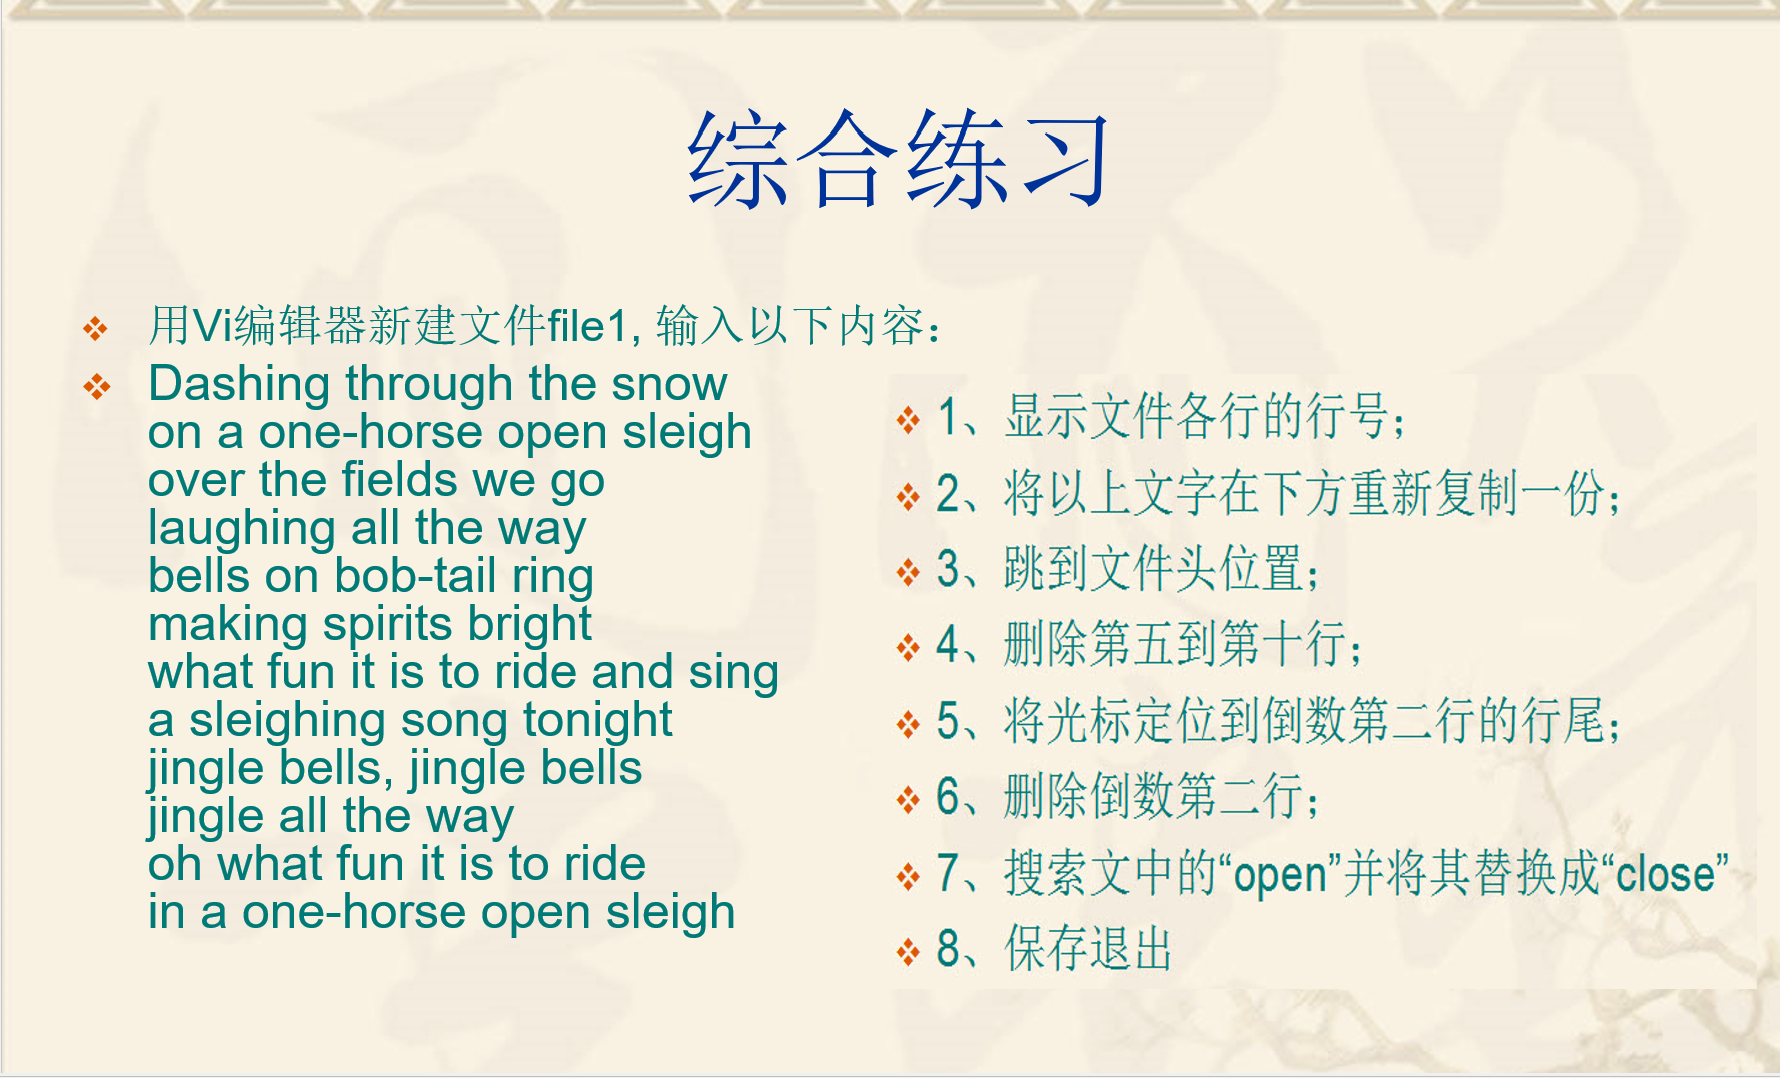 综合练习
用Vi编辑器新建文件file1, 输入以下内容：
Dashing through the snow
on a one-horse open sleigh
over the fields we go
laughing all the way
bells on bob-tail ring
making spirits bright
what fun it is to ride and sing
a sleighing song tonight
jingle bells, jingle bells
jingle all the way
oh what fun it is to ride
in a one-horse open sleigh
1、显示文件各行的行号；
2、将以上文字在下方重新复制一份；
3、跳到文件头位置；
4、删除第五到第十行；
5、将光标定位到倒数第二行的行尾；
6、删除倒数第二行；
7、搜索文中的“open”并将其替换成“close”
8、保存退出